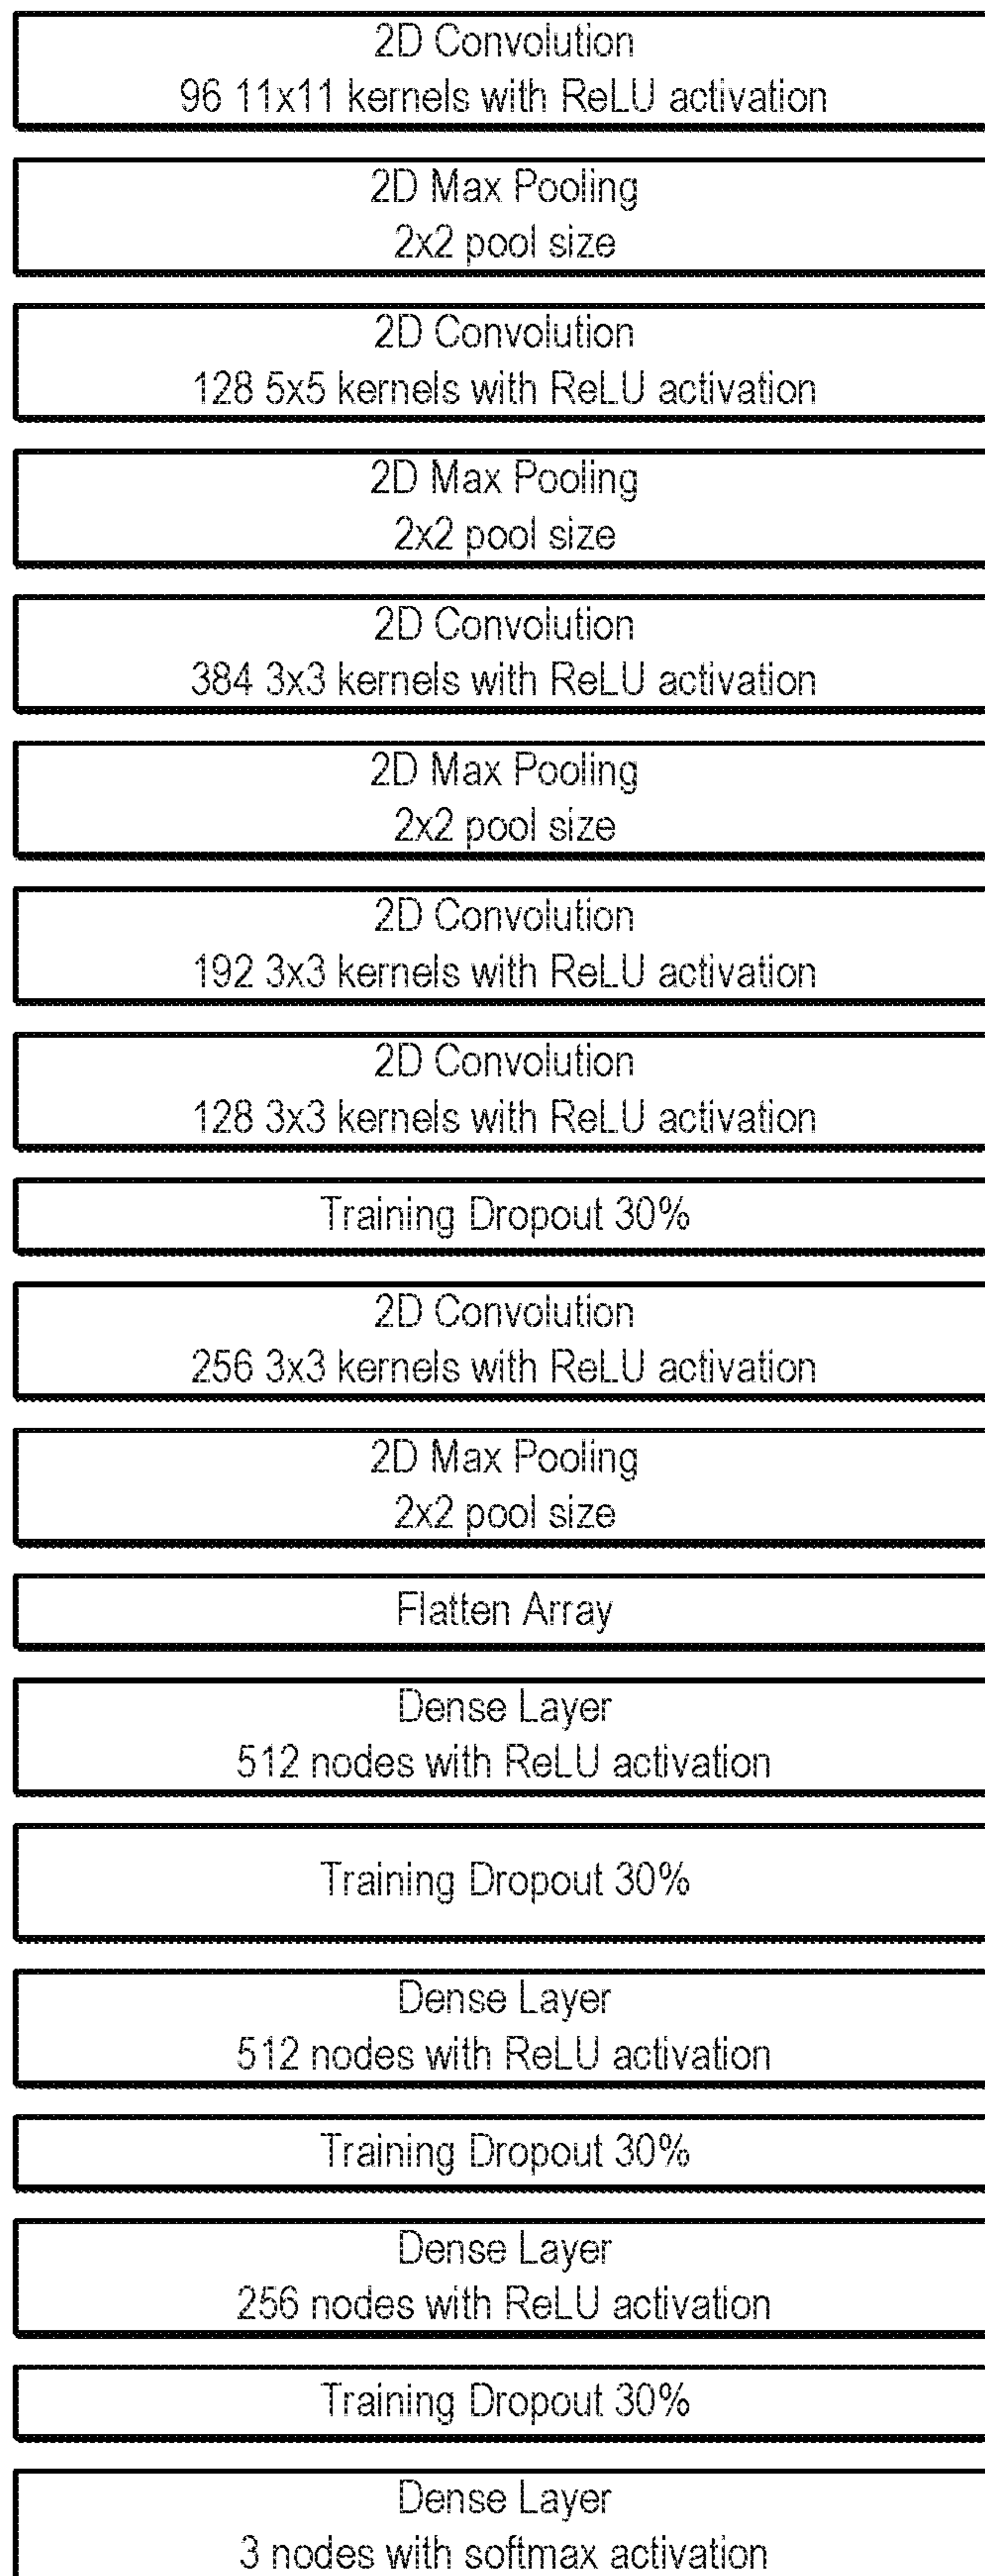 2D Convolution
96 11x11 kernels with ReLU activation
2D Max Pooling
2x2 pool size
2D Convolution
128 5x5 kernels with ReLU activation
2D Max Pooling
2x2 pool size
2D Convolution
384 3x3 kernels with ReLU activation
2D Max Pooling
2x2 pool size
2D Convolution
192 3x3 kernels with ReLU activation
2D Convolution
128 3x3 kernels with ReLU activation
Training Dropout 30%
2D Convolution
256 3x3 kernels with ReLU activation
2D Max Pooling
2x2 pool size
Flatten Array
Dense Layer
512 nodes with ReLU activation
Training Dropout 30%
Dense Layer
512 nodes with ReLU activation
Training Dropout 30%
Dense Layer
256 nodes with ReLU activation
Training Dropout 30%
Dense Layer
3 nodes with softmax activation